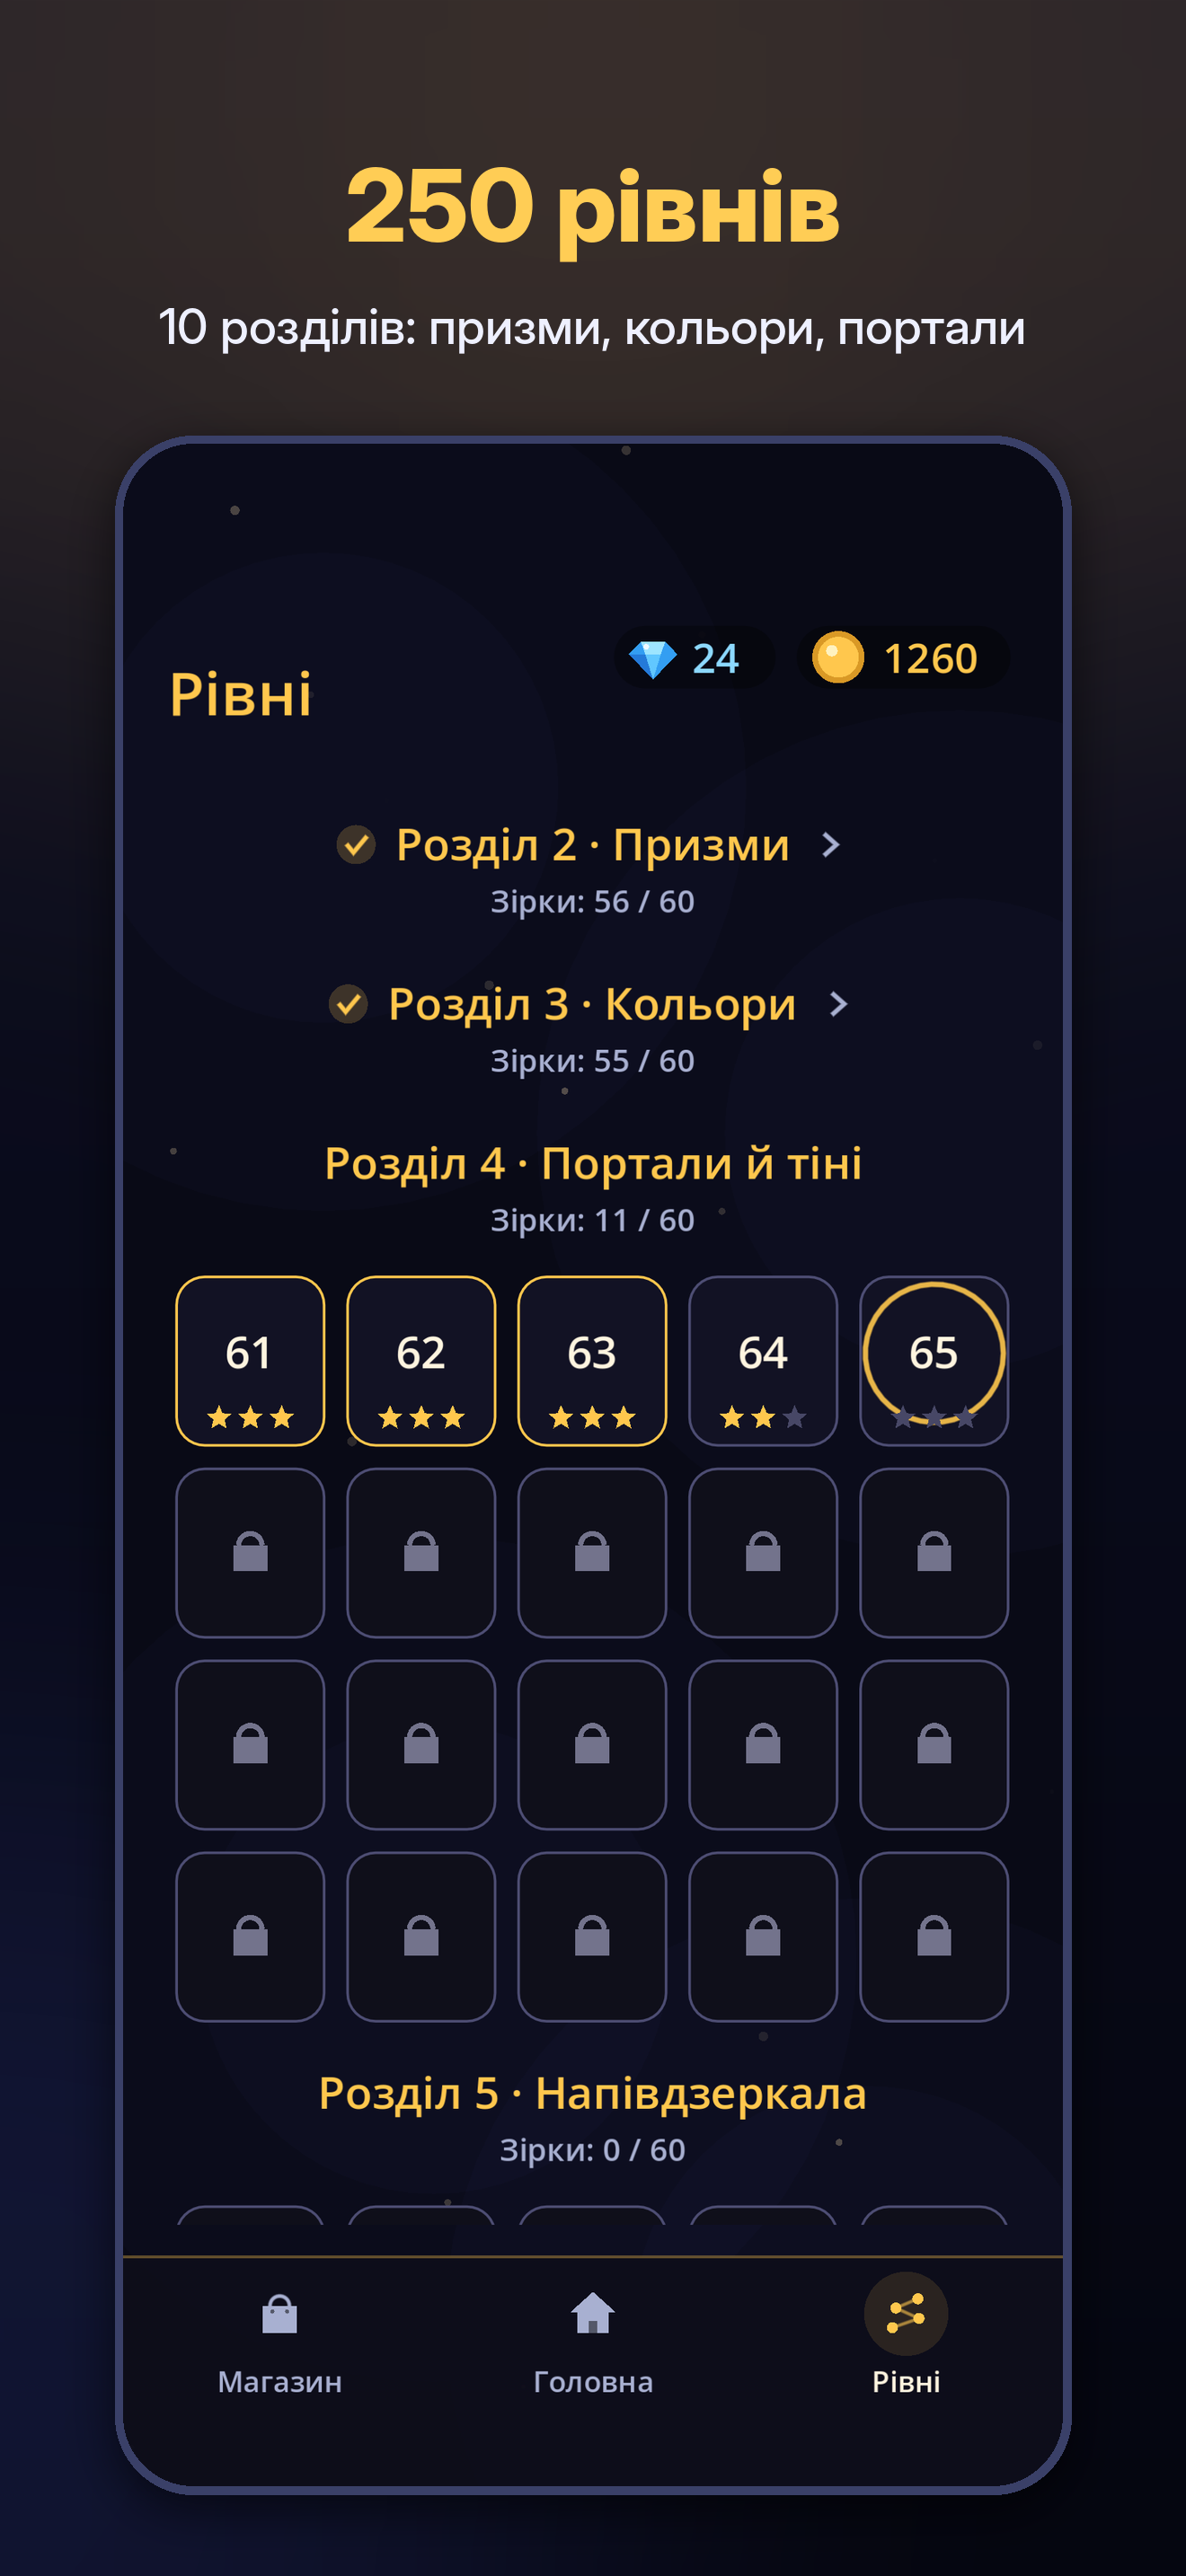 250 рівнів
10 розділів: призми, кольори, портали
24
1260
Рівні
Розділ 2 · Призми
Зірки: 56 / 60
Розділ 3 · Кольори
Зірки: 55 / 60
Розділ 4 · Портали й тіні
Зірки: 11 / 60
61 62 63 64 65
Розділ 5 · Напівдзеркала
Зірки: 0 / 60
Магазин Головна Рівні